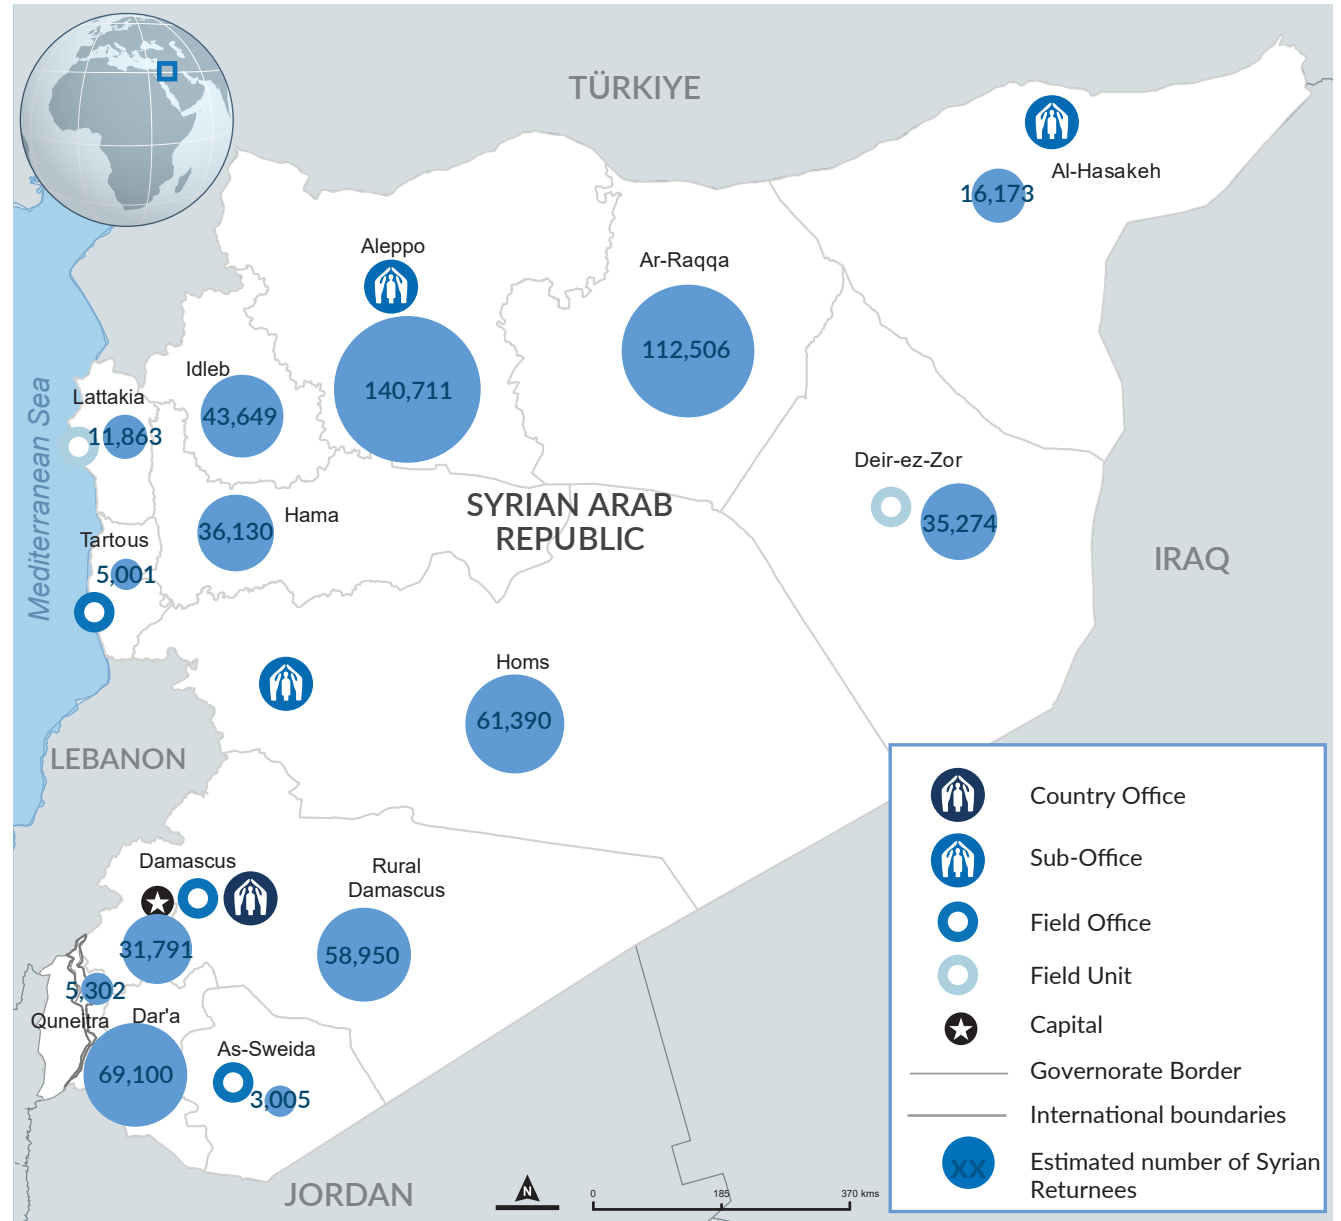 TÜRKIYE
Al-Hasakeh
16,173
Aleppo
140,711
Ar-Raqqa
112,506
Idleb
43,649
Lattakia
11,863
Mediterranean Sea
Deir-ez-Zor
35,274
SYRIAN ARAB
REPUBLIC
Hama
36,130
Tartous
5,001
IRAQ
Homs
61,390
LEBANON
Damascus
31,791
Rural
Damascus
58,950
5,302
Quneitra
Dar'a
69,100
As-Sweida
3,005
JORDAN
N
0
185
370 kms
Country Office
Sub-Office
Field Office
Field Unit
Capital
Governorate Border
International boundaries
xx
Estimated number of Syrian
Returnees